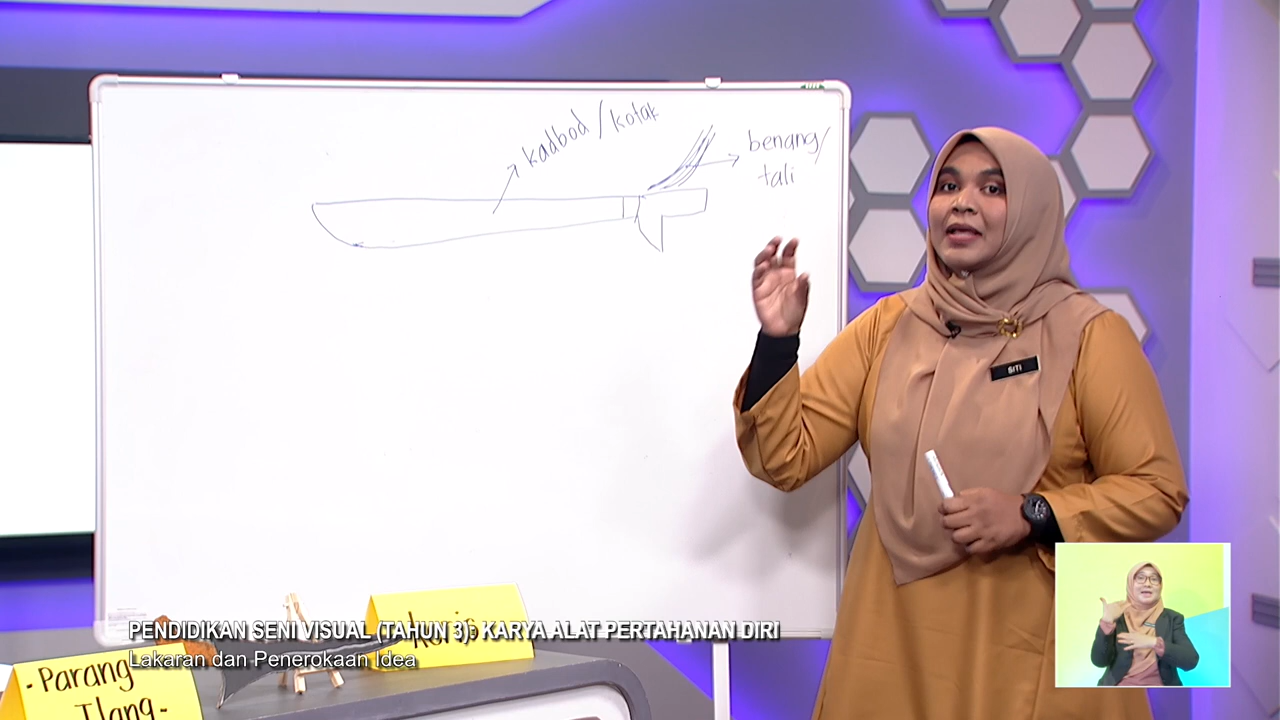 kadbod / kotak
benang/
tali
SITI
Keris
PENDIDIKAN SENI VISUAL (TAHUN 3): KARYA ALAT PERTAHANAN DIRI
Lakaran dan Penerokaan Idea
- Parang
Ilang -